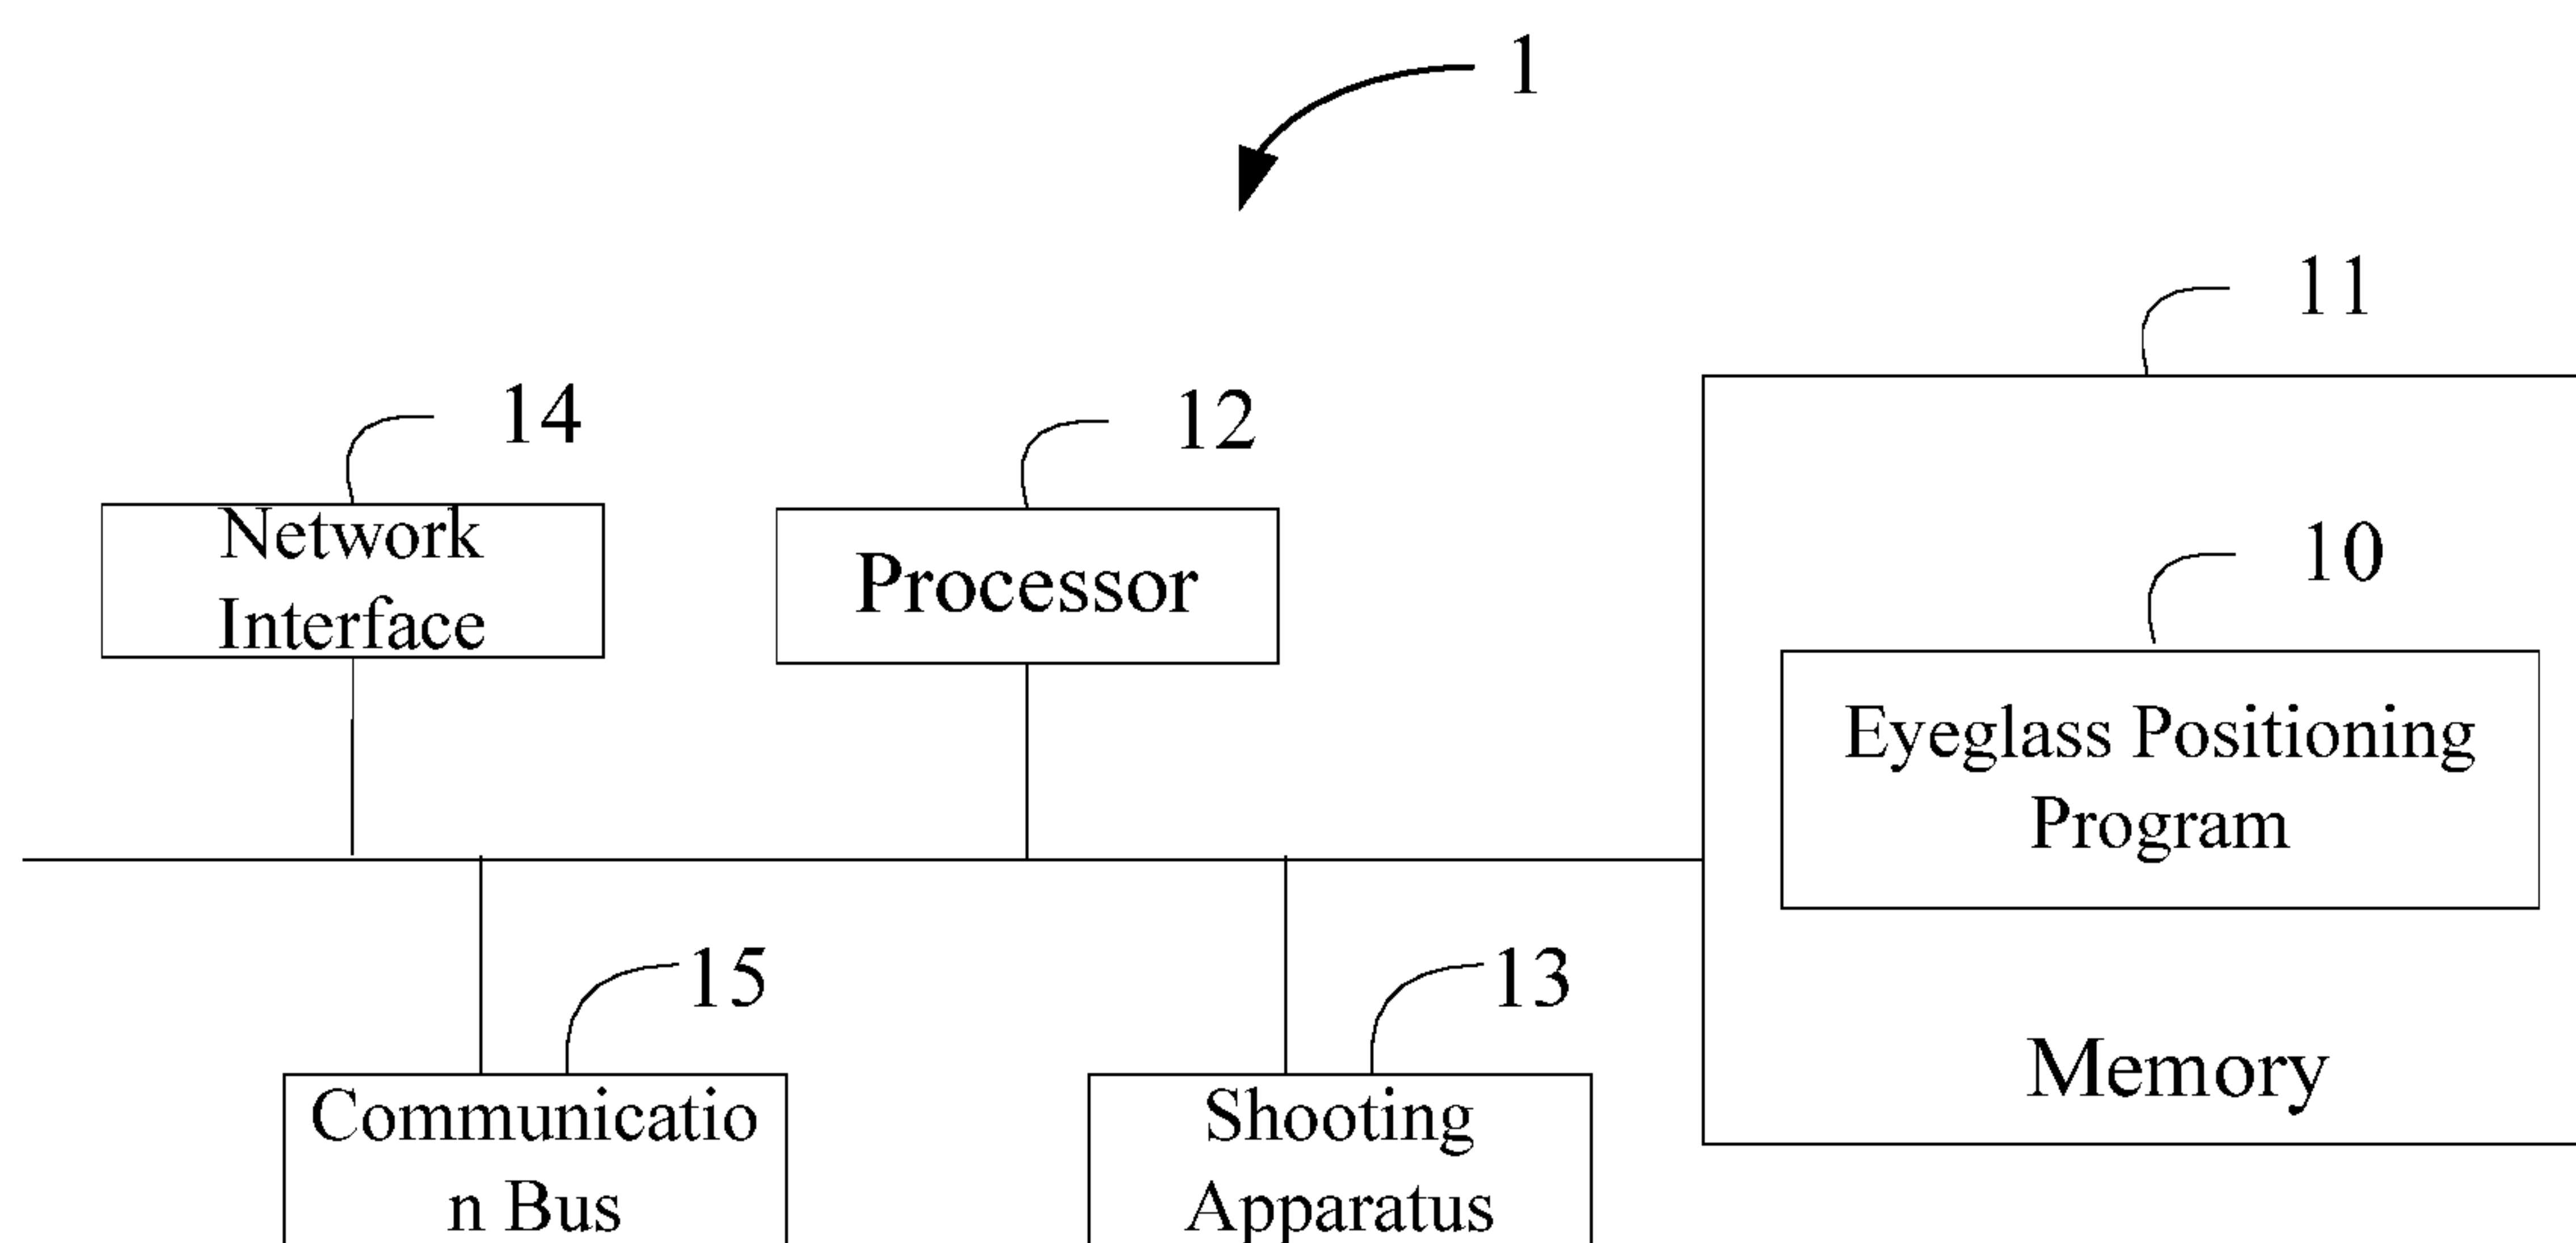 1
11
14
12
Network
Interface
Processor
10
Eyeglass Positioning
Program
15
13
Memory
Communicatio
n Bus
Shooting
Apparatus